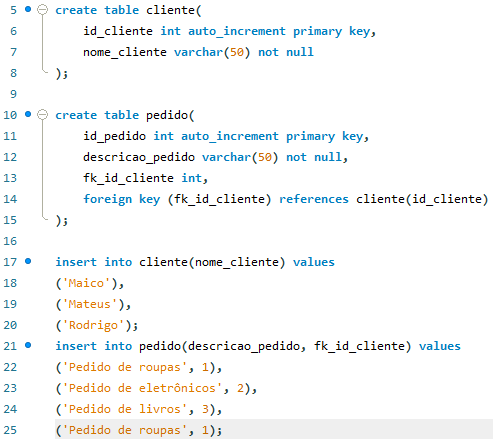 5 create table cliente(
6 id_cliente int auto_increment primary key,
7 nome_cliente varchar(50) not null
8 );
9
10 create table pedido(
11 id_pedido int auto_increment primary key,
12 descricao_pedido varchar(50) not null,
13 fk_id_cliente int,
14 foreign key (fk_id_cliente) references cliente(id_cliente)
15 );
16
17 insert into cliente(nome_cliente) values
18 ('Maico'),
19 ('Mateus'),
20 ('Rodrigo');
21 insert into pedido(descricao_pedido, fk_id_cliente) values
22 ('Pedido de roupas', 1),
23 ('Pedido de eletrônicos', 2),
24 ('Pedido de livros', 3),
25 ('Pedido de roupas', 1);